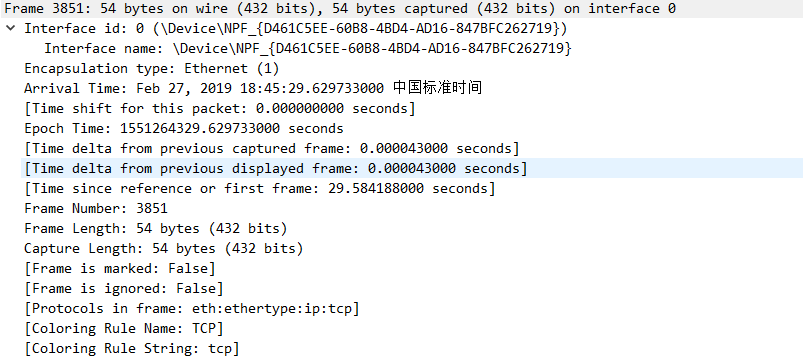 Frame 3851: 54 bytes on wire (432 bits), 54 bytes captured (432 bits) on interface 0
Interface id: 0 (\Device\NPF_{D461C5EE-60B8-4BD4-AD16-847BFC262719})
Interface name: \Device\NPF_{D461C5EE-60B8-4BD4-AD16-847BFC262719}
Encapsulation type: Ethernet (1)
Arrival Time: Feb 27, 2019 18:45:29.629733000 中国标准时间
[Time shift for this packet: 0.000000000 seconds]
Epoch Time: 1551264329.629733000 seconds
[Time delta from previous captured frame: 0.000043000 seconds]
[Time delta from previous displayed frame: 0.000043000 seconds]
[Time since reference or first frame: 29.584188000 seconds]
Frame Number: 3851
Frame Length: 54 bytes (432 bits)
Capture Length: 54 bytes (432 bits)
[Frame is marked: False]
[Frame is ignored: False]
[Protocols in frame: eth:ethertype:ip:tcp]
[Coloring Rule Name: TCP]
[Coloring Rule String: tcp]